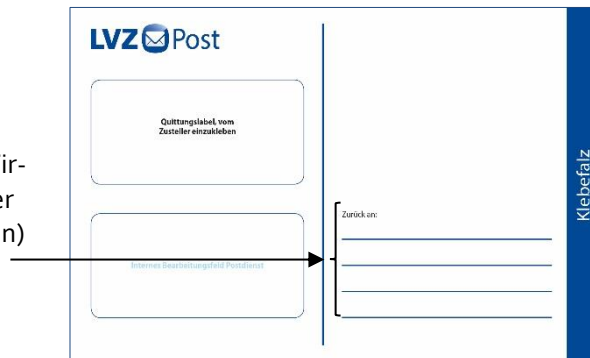 LVZ Post
Quittungslabel, vom
Zusteller einzukleben
ir-
er
n)
Internes Bearbeitungsfeld Postdienst
Zurück an:
Klebefalz